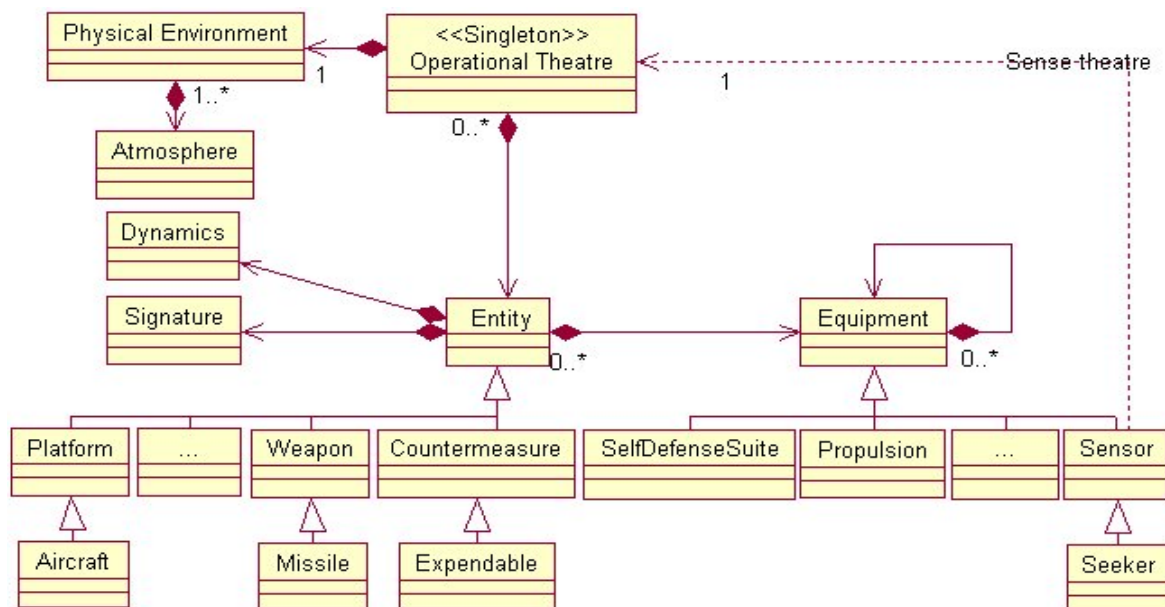 Physical Environment
<<Singleton>>
Operational Theatre
1
1
Sense theatre
1..*
0..*
Atmosphere
Dynamics
Signature
Entity
Equipment
0..*
0..*
Platform
...
Weapon
Countermeasure
SelfDefenseSuite
Propulsion
...
Sensor
Aircraft
Missile
Expendable
Seeker